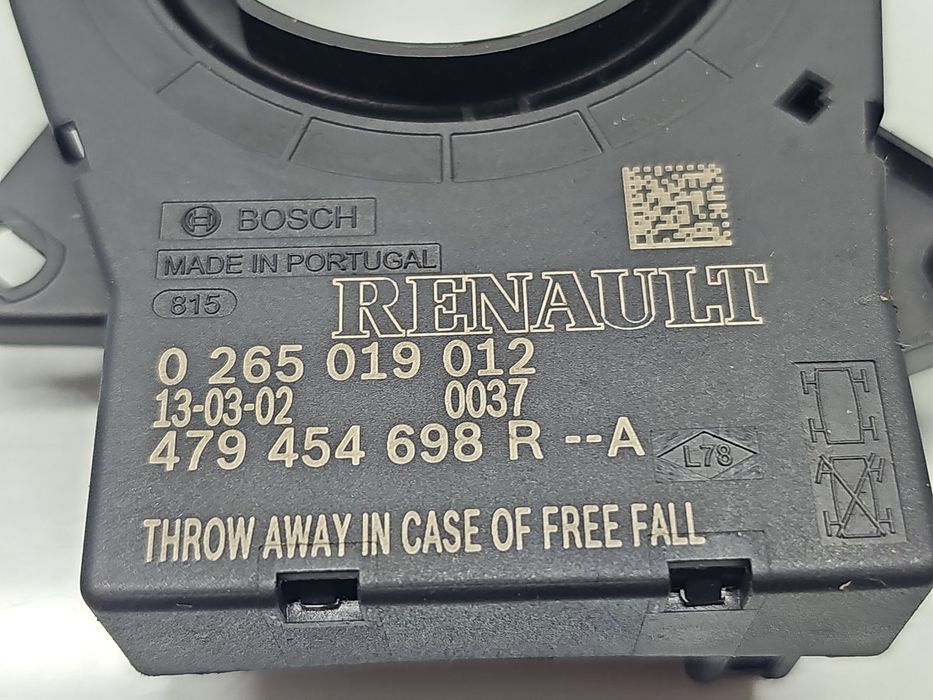 BOSCH
MADE IN PORTUGAL
815
RENAULT
0 265 019 012
13-03-02 0037
479 454 698 R --A
L78
THROW AWAY IN CASE OF FREE FALL